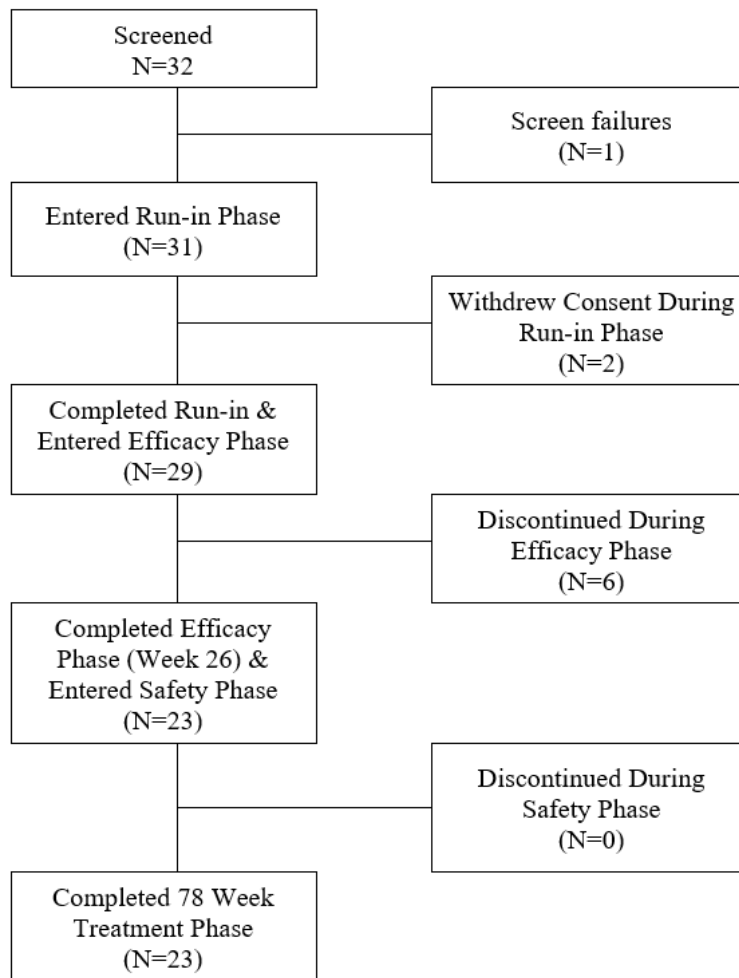 Screened
N=32
Screen failures
(N=1)
Entered Run-in Phase
(N=31)
Withdrew Consent During
Run-in Phase
(N=2)
Completed Run-in &
Entered Efficacy Phase
(N=29)
Discontinued During
Efficacy Phase
(N=6)
Completed Efficacy
Phase (Week 26) &
Entered Safety Phase
(N=23)
Discontinued During
Safety Phase
(N=0)
Completed 78 Week
Treatment Phase
(N=23)